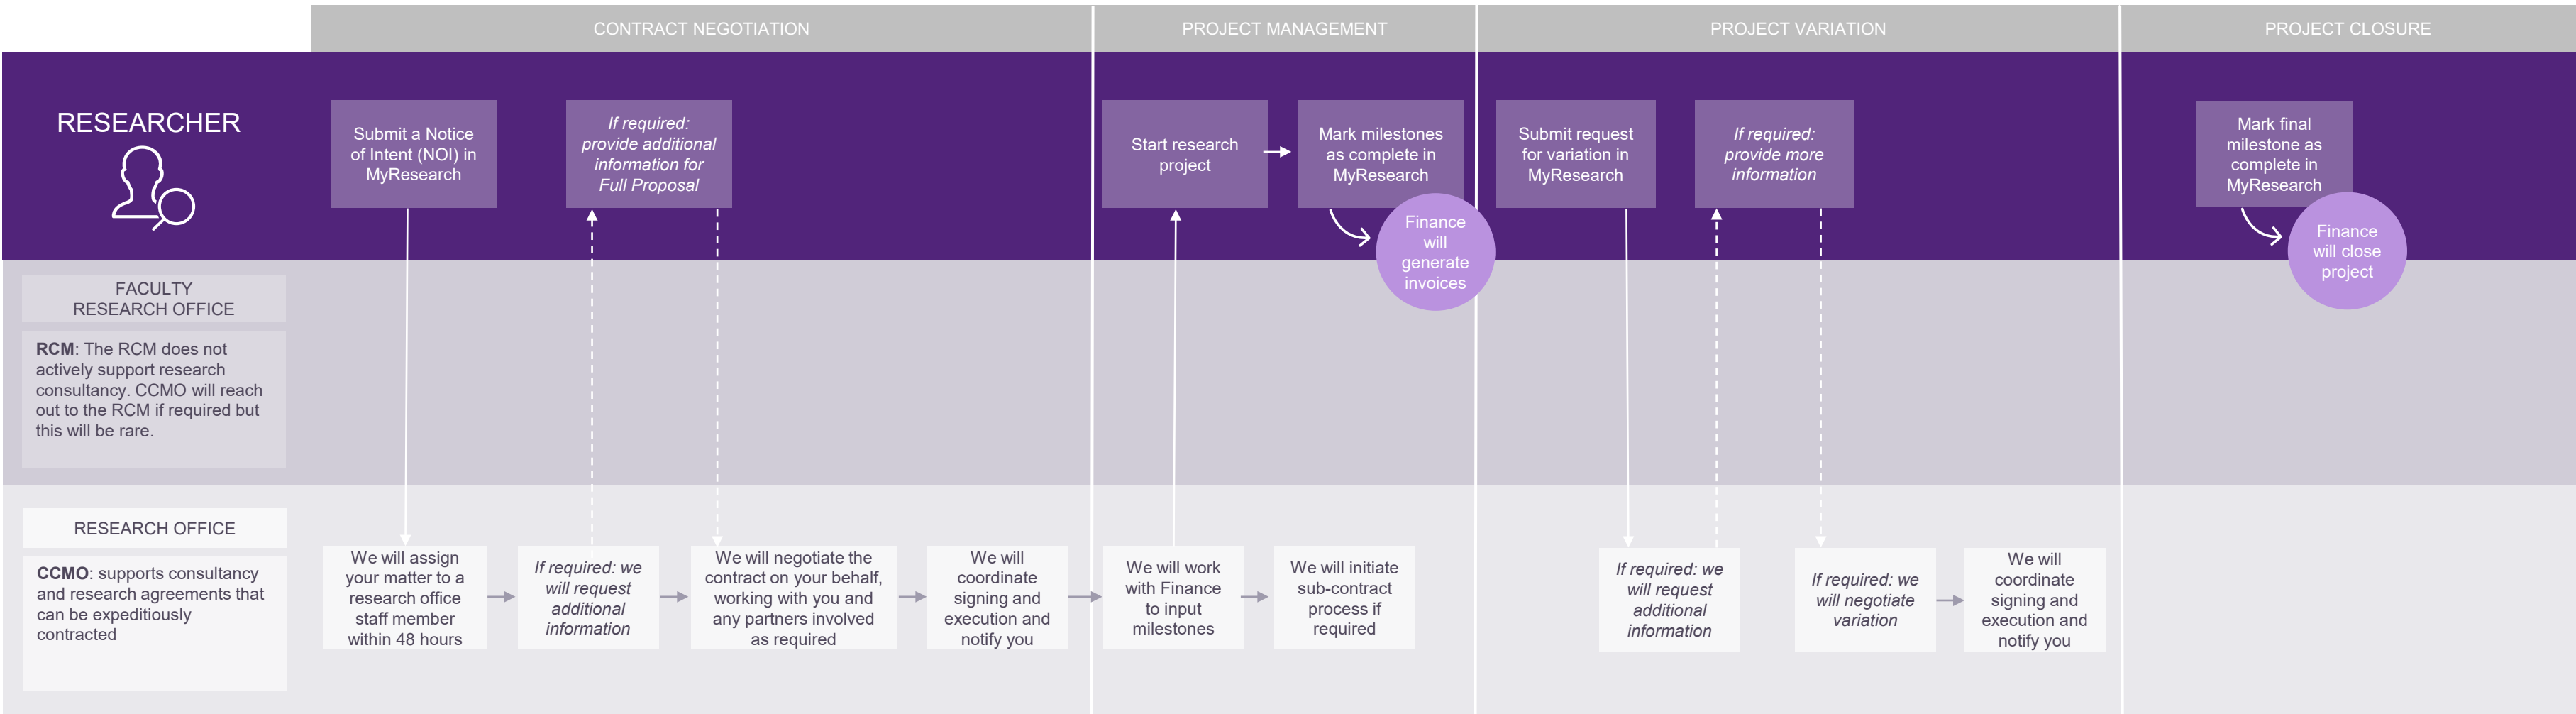 CONTRACT NEGOTIATION
PROJECT MANAGEMENT
PROJECT VARIATION
PROJECT CLOSURE
RESEARCHER
Submit a Notice
of Intent (NOI) in
MyResearch
If required:
provide additional
information for
Full Proposal
Start research
project
Mark milestones
as complete in
MyResearch
Finance
will
generate
invoices
Submit request
for variation in
MyResearch
If required:
provide more
information
Mark final
milestone as
complete in
MyResearch
Finance
will close
project
FACULTY
RESEARCH OFFICE
RCM: The RCM does not
actively support research
consultancy. CCMO will reach
out to the RCM if required but
this will be rare.
RESEARCH OFFICE
CCMO: supports consultancy
and research agreements that
can be expeditiously
contracted
We will assign
your matter to a
research office
staff member
within 48 hours
If required: we
will request
additional
information
We will negotiate the
contract on your behalf,
working with you and
any partners involved
as required
We will
coordinate
signing and
execution and
notify you
We will work
with Finance
to input
milestones
We will initiate
sub-contract
process if
required
If required: we
will request
additional
information
If required: we
will negotiate
variation
We will
coordinate
signing and
execution and
notify you